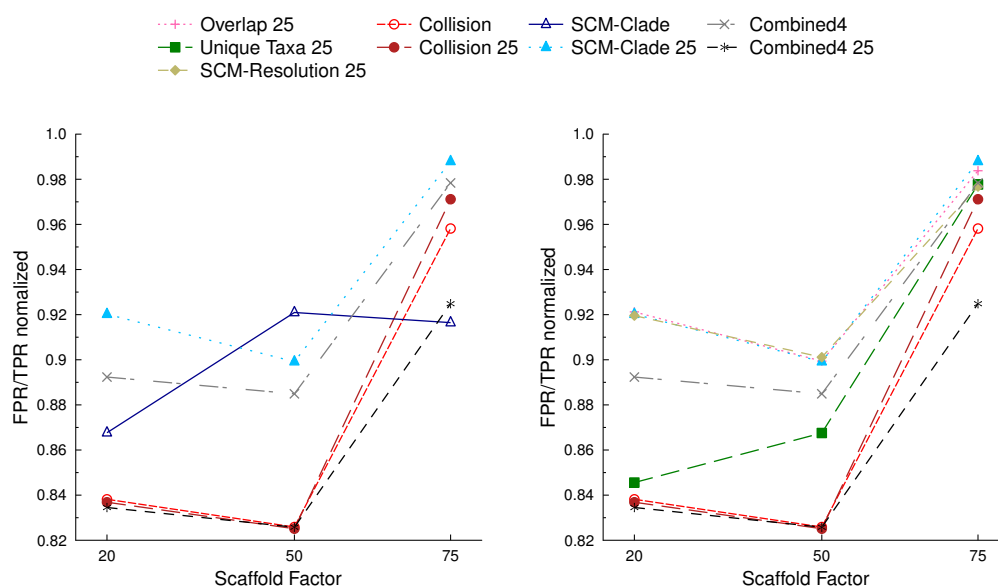 Overlap 25 Collision SCM-Clade Combined4
Unique Taxa 25 Collision 25 SCM-Clade 25 Combined4 25
SCM-Resolution 25
1.0
0.98
0.96
0.94
0.92
0.9
0.88
0.86
0.84
0.82
FPR/TPR normalized
20 50 75
Scaffold Factor
1.0
0.98
0.96
0.94
0.92
0.9
0.88
0.86
0.84
0.82
FPR/TPR normalized
20 50 75
Scaffold Factor